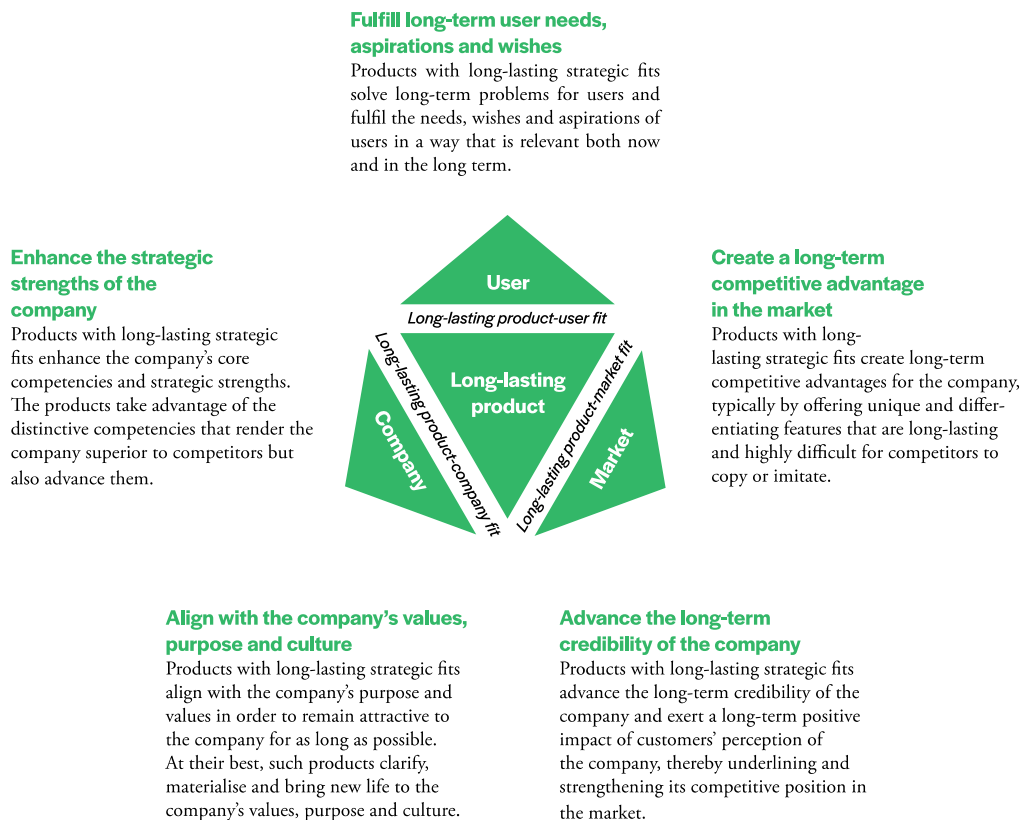 Fulfill long-term user needs,
aspirations and wishes
Products with long-lasting strategic fits
solve long-term problems for users and
fulfil the needs, wishes and aspirations of
users in a way that is relevant both now
and in the long term.
Enhance the strategic
strengths of the
company
Products with long-lasting strategic
fits enhance the company's core
competencies and strategic strengths.
The products take advantage of the
distinctive competencies that render the
company superior to competitors but
also advance them.
User
Long-lasting product-user fit
Long-lasting product-company fit
Long-lasting
product
Long-lasting product-market fit
Company
Market
Create a long-term
competitive advantage
in the market
Products with long-
lasting strategic fits create long-term
competitive advantages for the company,
typically by offering unique and differ-
entiating features that are long-lasting
and highly difficult for competitors to
copy or imitate.
Align with the company's values,
purpose and culture
Products with long-lasting strategic fits
align with the company's purpose and
values in order to remain attractive to
the company for as long as possible.
At their best, such products clarify,
materialise and bring new life to the
company's values, purpose and culture.
Advance the long-term
credibility of the company
Products with long-lasting strategic fits
advance the long-term credibility of the
company and exert a long-term positive
impact of customers' perception of
the company, thereby underlining and
strengthening its competitive position in
the market.